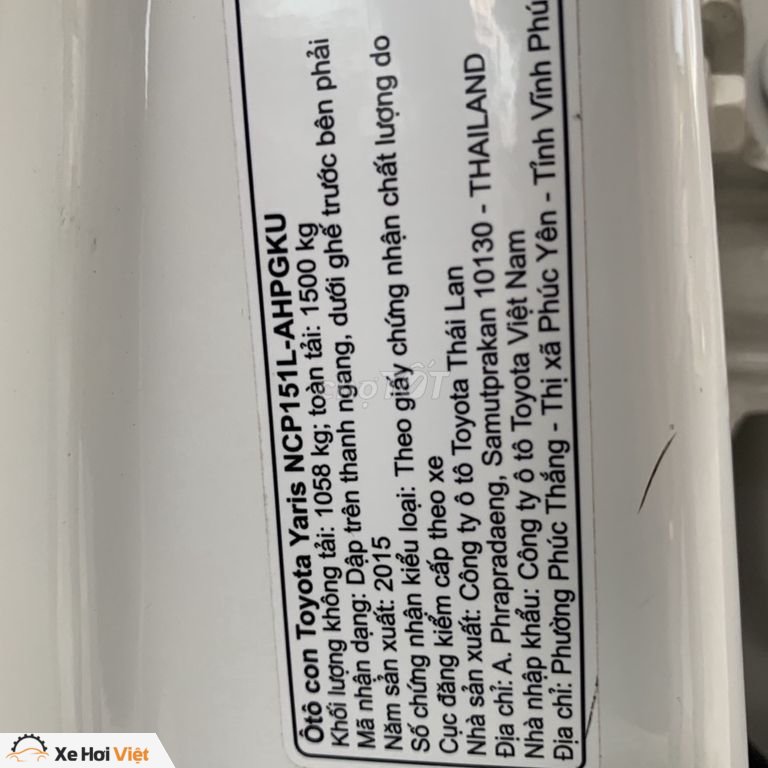 Ôtô con Toyota Yaris NCP151L-AHPGKU
Khối lượng không tải: 1058 kg; toàn tải: 1500 kg
Mã nhận dạng: Dập trên thanh ngang, dưới ghế trước bên phải
Năm sản xuất: 2015
Số chứng nhận kiểu loại: Theo giấy chứng nhận chất lượng do
Cục đăng kiểm cấp theo xe
Nhà sản xuất: Công ty ô tô Toyota Thái Lan
Địa chỉ: A. Phrapradaeng, Samutprakan 10130 - THAILAND
Nhà nhập khẩu: Công ty ô tô Toyota Việt Nam
Địa chỉ: Phường Phúc Thắng - Thị xã Phúc Yên - Tỉnh Vĩnh Phú
chợTỐT
Xe Hơi Việt